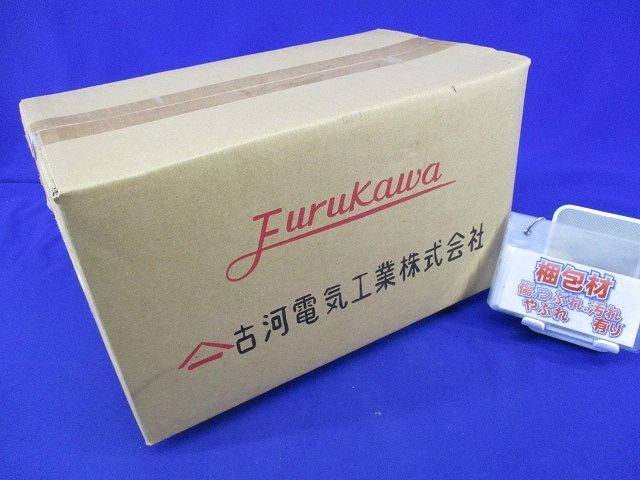 Furukawa
古河電気工業株式会社
梱包材
傷・つぶれ・汚れ
やぶれ 有り